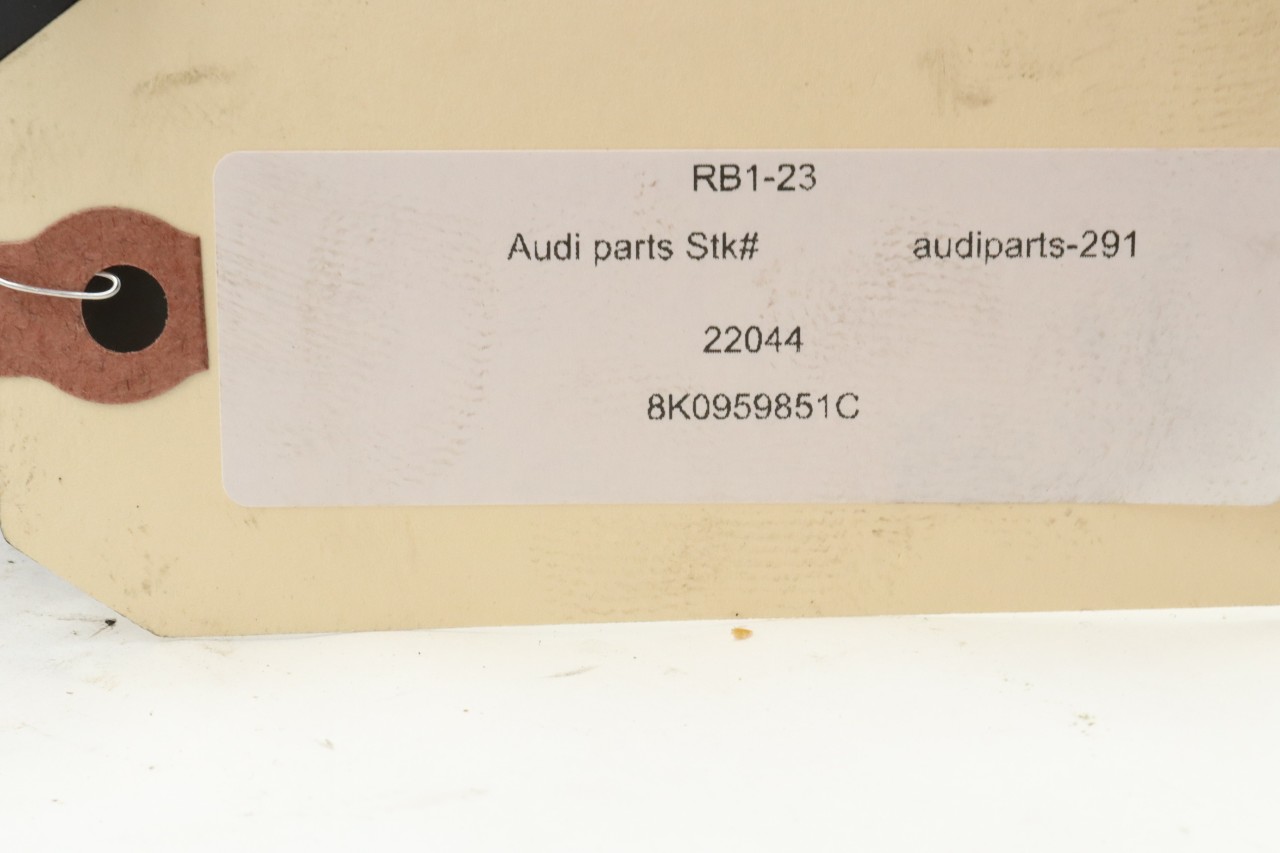 RB1-23
Audi parts Stk# audiparts-291
22044
8K0959851C